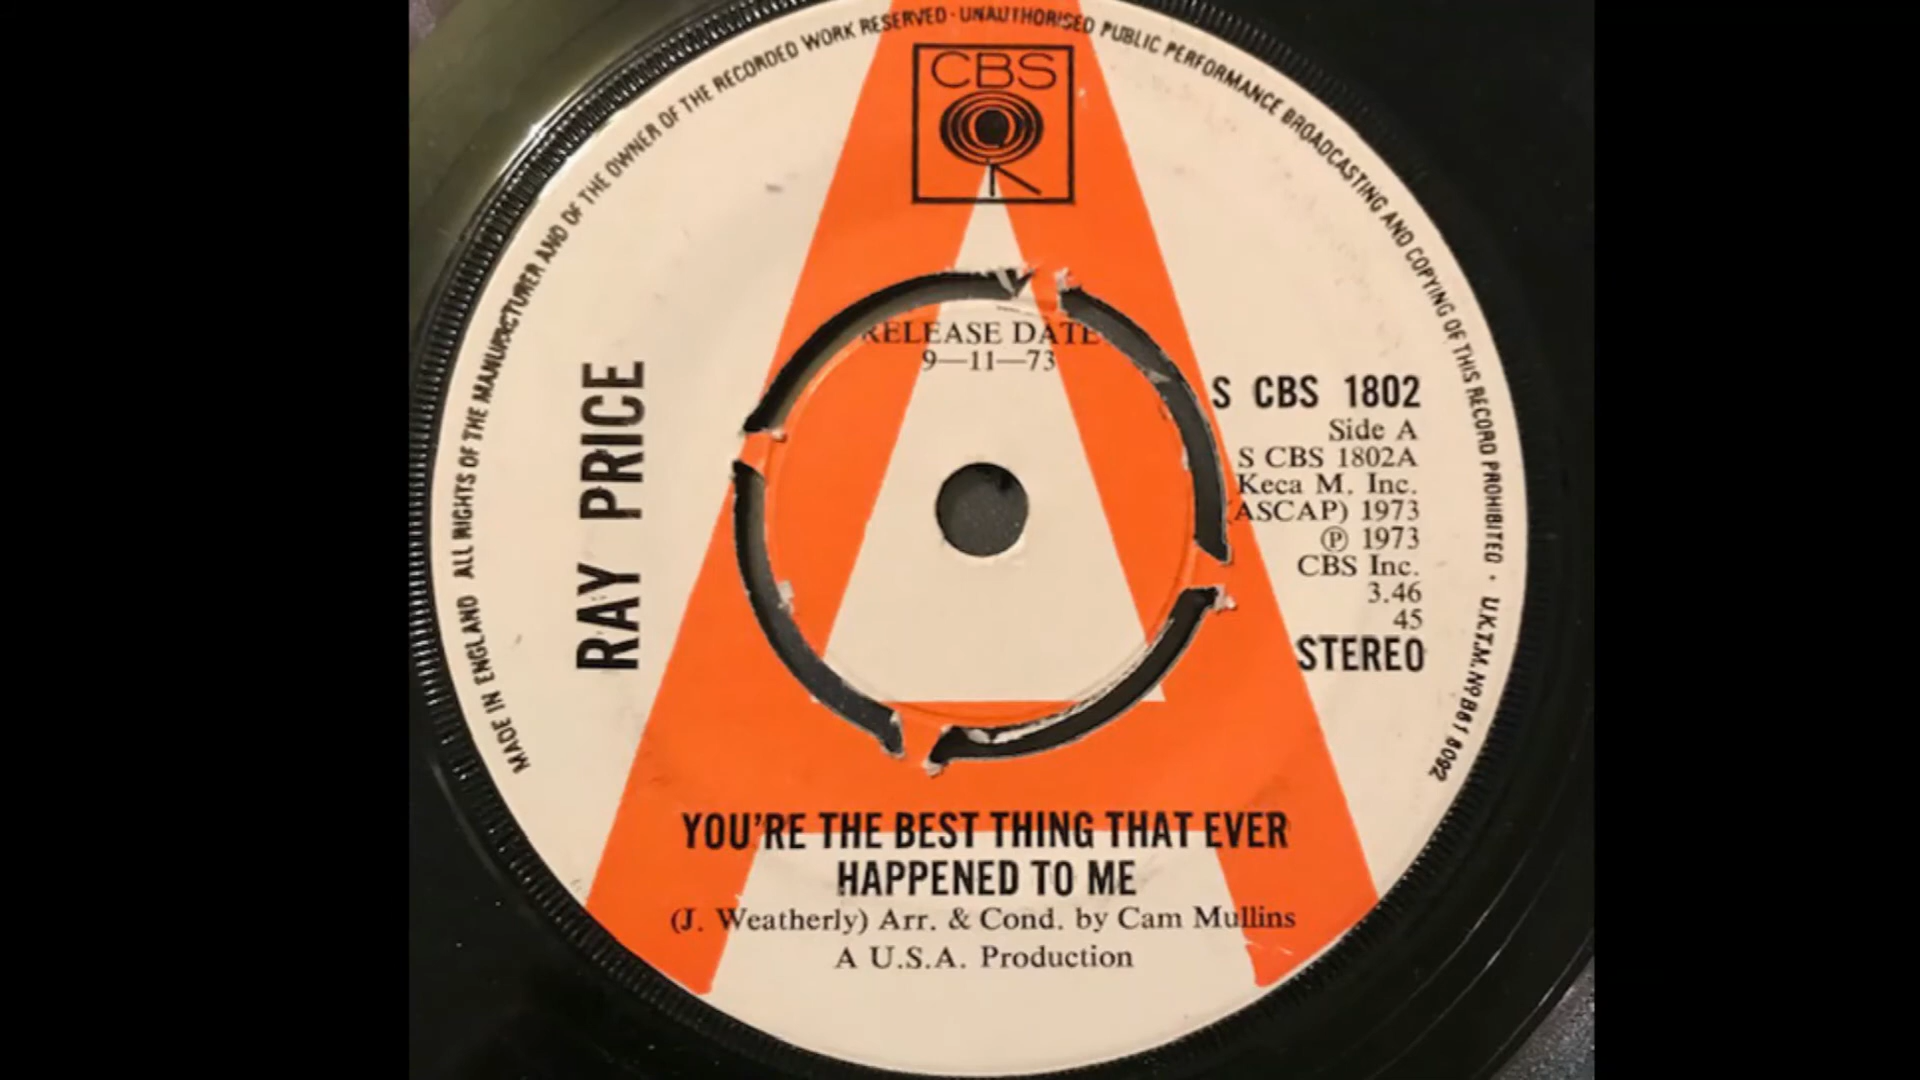 MADE IN ENGLAND ALL RIGHTS OF THE MANUFACTURER AND OF THE OWNER OF THE RECORDED WORK RESERVED · UNAUTHORISED PUBLIC PERFORMANCE BROADCASTING AND COPYING OF THIS RECORD PROHIBITED · U.K.T.M. Nº B61 8092
CBS
RELEASE DATE
9—11—73
RAY PRICE
S CBS 1802
Side A
S CBS 1802A
Keca M. Inc.
(ASCAP) 1973
Ⓟ 1973
CBS Inc.
3.46
45
STEREO
YOU'RE THE BEST THING THAT EVER
HAPPENED TO ME
(J. Weatherly) Arr. & Cond. by Cam Mullins
A U.S.A. Production